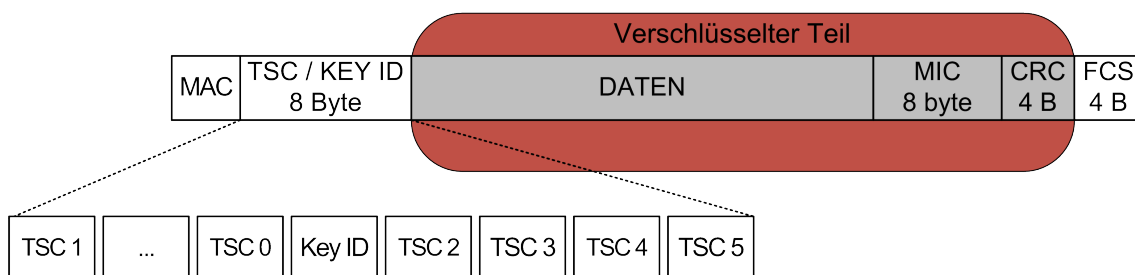 Verschlüsselter Teil
MAC
TSC / KEY ID
8 Byte
DATEN
MIC
8 byte
CRC
4 B
FCS
4 B
TSC 1
...
TSC 0
Key ID
TSC 2
TSC 3
TSC 4
TSC 5